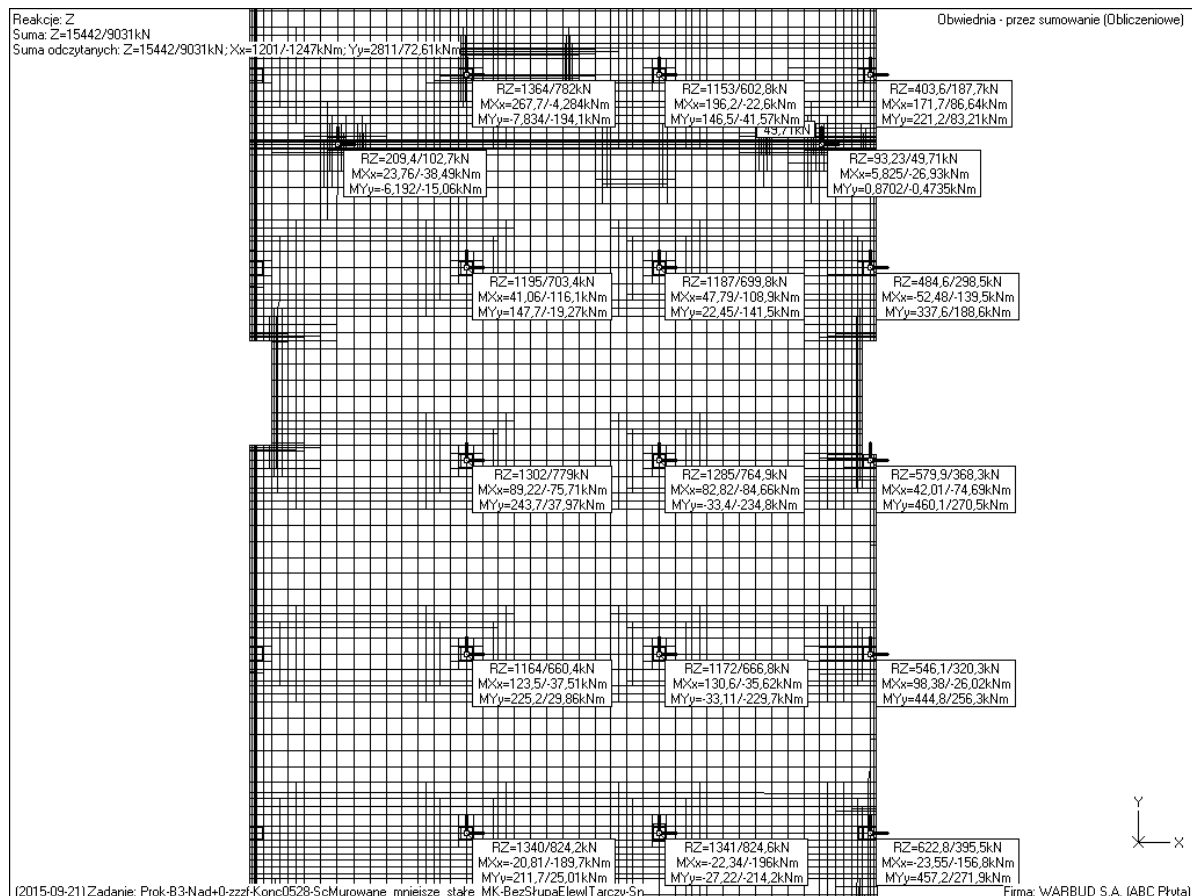 Reakcje: Z
Obwiednia - przez sumowanie (Obliczeniowe)
Suma: Z=15442/9031kN
Suma odczytanych: Z=15442/9031kN; Xx=1201/-1247kNm; Yy=2811/72,61kNm
RZ=1364/782kN
MXx=267,7/-4,284kNm
MYy=-7,834/-194,1kNm
RZ=1153/602,8kN
MXx=196,2/-22,6kNm
MYy=146,5/-41,57kNm
RZ=403,6/187,7kN
MXx=171,7/86,64kNm
MYy=221,2/83,21kNm
49,71kN
RZ=209,4/102,7kN
MXx=23,76/-38,49kNm
MYy=-6,192/-15,06kNm
RZ=93,23/49,71kN
MXx=5,825/-26,93kNm
MYy=0,8702/-0,4735kNm
RZ=1195/703,4kN
MXx=41,06/-116,1kNm
MYy=147,7/-19,27kNm
RZ=1187/699,8kN
MXx=47,79/-108,9kNm
MYy=22,45/-141,5kNm
RZ=484,6/298,5kN
MXx=-52,48/-139,5kNm
MYy=337,6/188,6kNm
RZ=1302/779kN
MXx=89,22/-75,71kNm
MYy=243,7/37,97kNm
RZ=1285/764,9kN
MXx=82,82/-84,66kNm
MYy=-33,4/-234,8kNm
RZ=579,9/368,3kN
MXx=42,01/-74,69kNm
MYy=460,1/270,5kNm
RZ=1164/660,4kN
MXx=123,5/-37,51kNm
MYy=225,2/29,86kNm
RZ=1172/666,8kN
MXx=130,6/-35,62kNm
MYy=-33,11/-229,7kNm
RZ=546,1/320,3kN
MXx=98,38/-26,02kNm
MYy=444,8/256,3kNm
RZ=1340/824,2kN
MXx=-20,81/-189,7kNm
MYy=211,7/25,01kNm
RZ=1341/824,6kN
MXx=-22,34/-196kNm
MYy=-27,22/-214,2kNm
RZ=622,8/395,5kN
MXx=-23,55/-156,8kNm
MYy=457,2/271,9kNm
Y
X
(2015-09-21) Zadanie: Prok-B3-Nad+0-zzzf-Konc0528-ScMurowane_mniejsze_stałe_MK-BezSłupaElewITarczy-Sn
Firma: WARBUD S.A. (ABC Płyta)